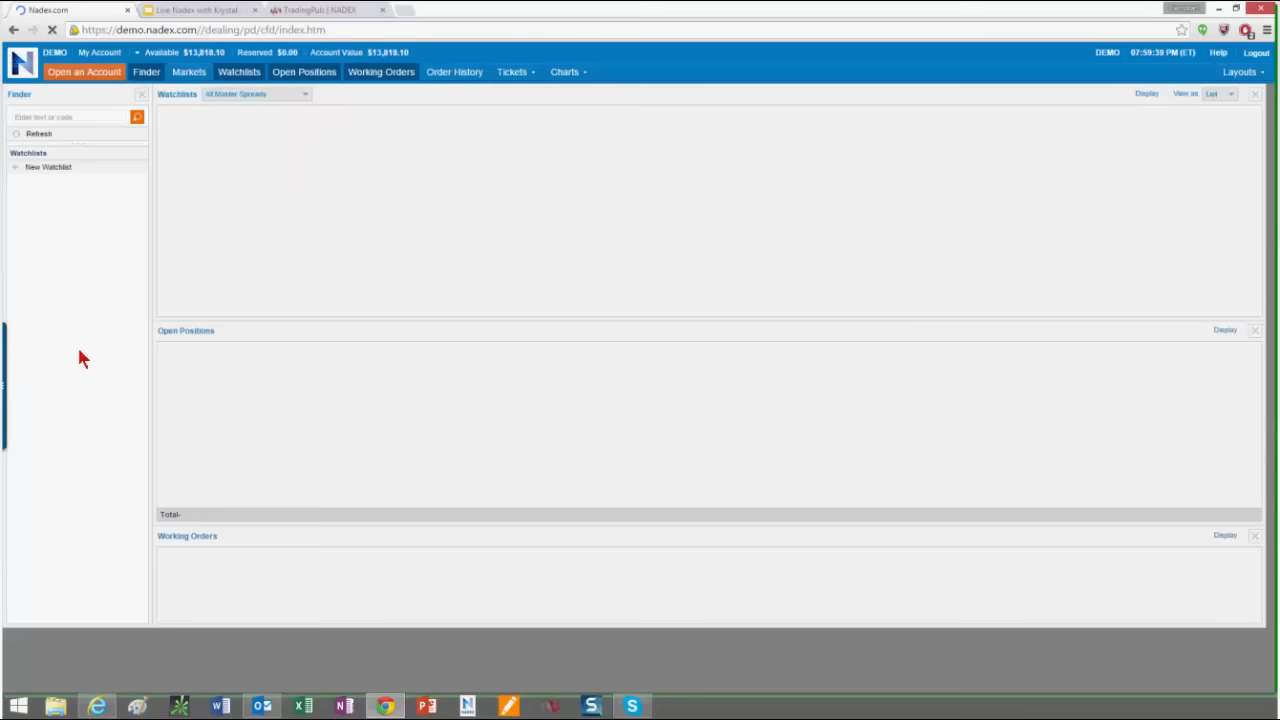 Nadex.com
Live Nadex with Krystal
TradingPub | NADEX
https://demo.nadex.com//dealing/pd/cfd/index.htm
DEMO My Account Available $13,818.10 Reserved $0.00 Account Value $13,818.10 DEMO 07:59:39 PM (ET) Help Logout
Open an Account Finder Markets Watchlists Open Positions Working Orders Order History Tickets Charts Layouts
Finder
Enter text or code
Refresh
Watchlists
New Watchlist
Watchlists All Master Spreads Display View as List
Open Positions Display
Total-
Working Orders Display